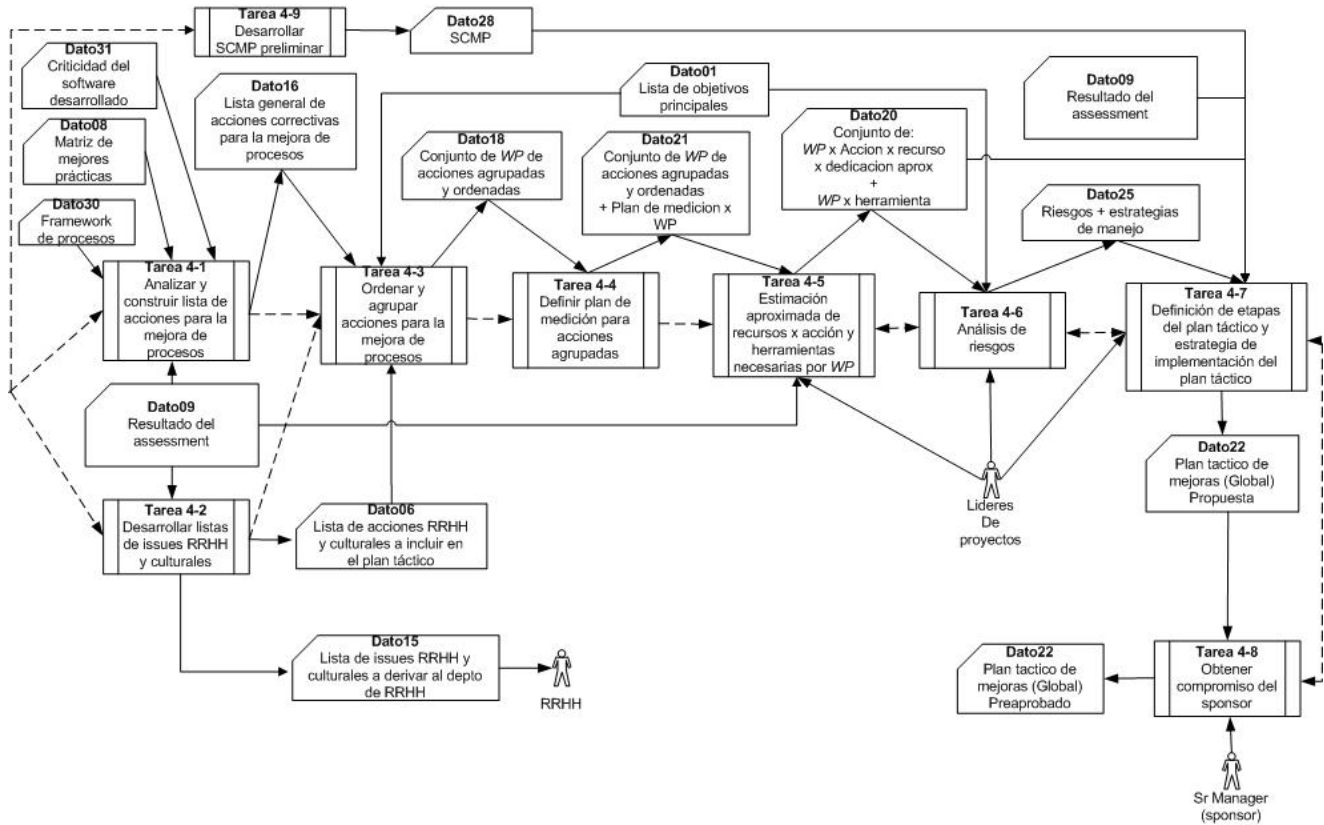 Tarea 4-9
Desarrollar
SCMP preliminar
Dato28
SCMP
Dato31
Criticidad del
software
desarrollado
Dato16
Lista general de
acciones correctivas
para la mejora de
procesos
Dato01
Lista de objetivos
principales
Dato09
Resultado del
assessment
Dato08
Matriz de
mejores
prácticas
Dato18
Conjunto de WP de
acciones agrupadas
y ordenadas
Dato21
Conjunto de WP de
acciones agrupadas
y ordenadas
+ Plan de medicion x
WP
Dato20
Conjunto de:
WP x Accion x recurso
x dedicacion aprox
+
WP x herramienta
Dato25
Riesgos + estrategias
de manejo
Dato30
Framework
de procesos
Tarea 4-1
Analizar y
construir lista de
acciones para la
mejora de
procesos
Tarea 4-3
Ordenar y
agrupar
acciones para la
mejora de
procesos
Tarea 4-4
Definir plan de
medición para
acciones
agrupadas
Tarea 4-5
Estimación
aproximada de
recursos x acción y
herramientas
necesarias por WP
Tarea 4-6
Análisis de
riesgos
Tarea 4-7
Definición de etapas
del plan táctico y
estrategia de
implementación del
plan táctico
Dato09
Resultado del
assessment
Dato22
Plan tactico de
mejoras (Global)
Propuesta
Tarea 4-2
Desarrollar listas
de issues RRHH
y culturales
Dato06
Lista de acciones RRHH
y culturales a incluir en
el plan táctico
Lideres
De
proyectos
Dato15
Lista de issues RRHH y
culturales a derivar al depto
de RRHH
RRHH
Dato22
Plan tactico de
mejoras (Global)
Preaprobado
Tarea 4-8
Obtener
compromiso del
sponsor
Sr Manager
(sponsor)